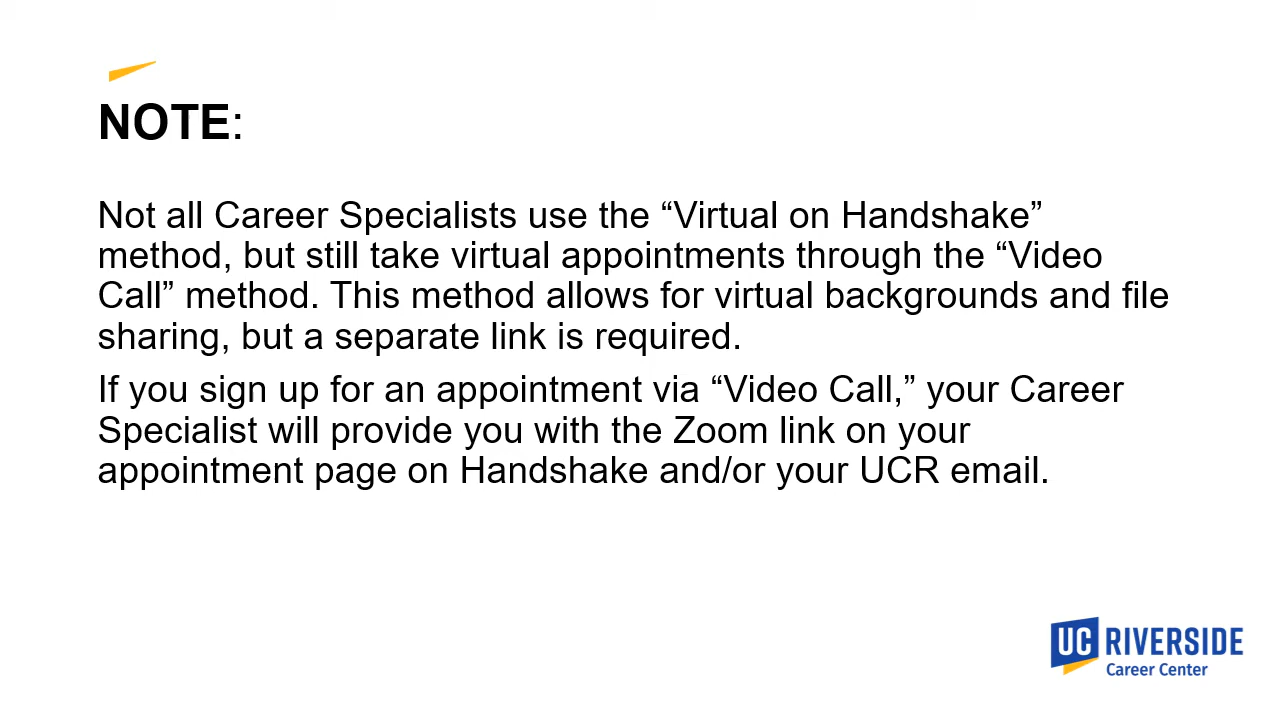 NOTE:
Not all Career Specialists use the “Virtual on Handshake”
method, but still take virtual appointments through the “Video
Call” method. This method allows for virtual backgrounds and file
sharing, but a separate link is required.
If you sign up for an appointment via “Video Call,” your Career
Specialist will provide you with the Zoom link on your
appointment page on Handshake and/or your UCR email.
UC RIVERSIDE
Career Center